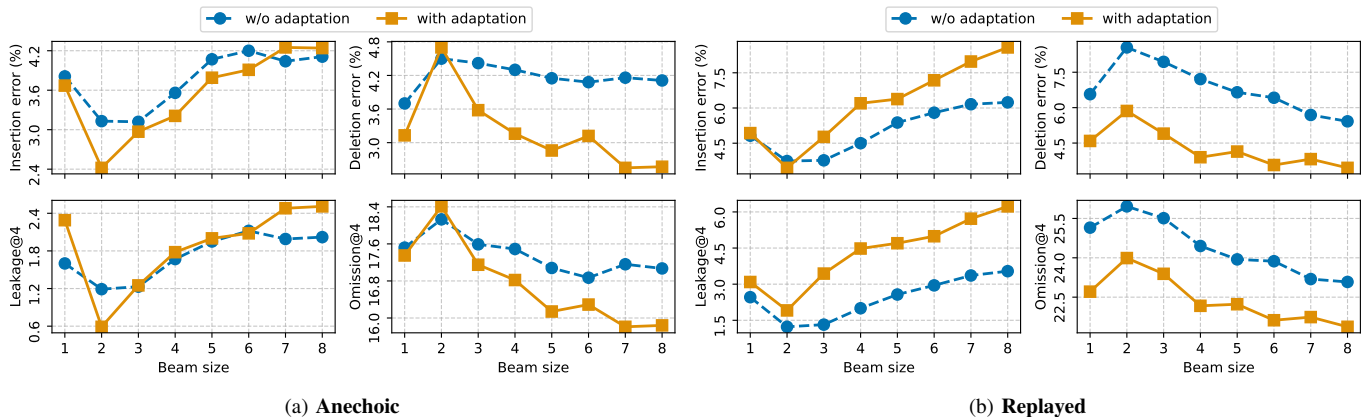 w/o adaptation with adaptation
Insertion error (%)
4.2
3.6
3.0
2.4
Deletion error (%)
4.8
4.2
3.6
3.0
Leakage@4
2.4
1.8
1.2
0.6
1 2 3 4 5 6 7 8
Beam size
Omission@4
18.4
17.6
16.8
16.0
1 2 3 4 5 6 7 8
Beam size
(a) Anechoic
w/o adaptation with adaptation
Insertion error (%)
7.5
6.0
4.5
Deletion error (%)
7.5
6.0
4.5
Leakage@4
6.0
4.5
3.0
1.5
1 2 3 4 5 6 7 8
Beam size
Omission@4
25.5
24.0
22.5
1 2 3 4 5 6 7 8
Beam size
(b) Replayed